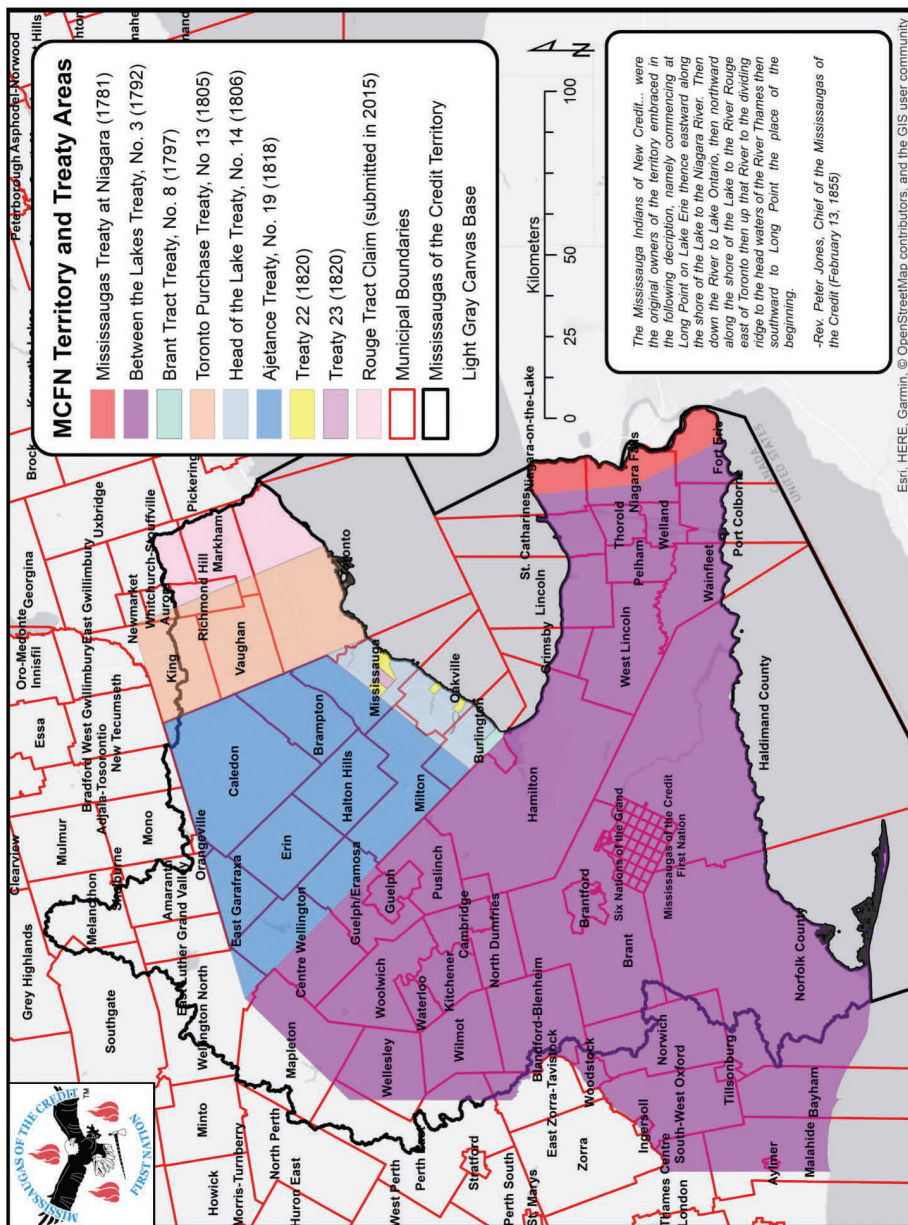 MISSISSAUGAS OF THE CREDIT
FIRST NATION
TM
MCFN Territory and Treaty Areas
Mississaugas Treaty at Niagara (1781)
Between the Lakes Treaty, No. 3 (1792)
Brant Tract Treaty, No. 8 (1797)
Toronto Purchase Treaty, No 13 (1805)
Head of the Lake Treaty, No. 14 (1806)
Ajetance Treaty, No. 19 (1818)
Treaty 22 (1820)
Treaty 23 (1820)
Rouge Tract Claim (submitted in 2015)
Municipal Boundaries
Mississaugas of the Credit Territory
Light Gray Canvas Base
0 25 50 100
Kilometers
N
The Mississauga Indians of New Credit... were
the original owners of the territory embraced in
the following decription, namely commencing at
Long Point on Lake Erie thence eastward along
the shore of the Lake to the Niagara River. Then
down the River to Lake Ontario, then northward
along the shore of the Lake to the River Rouge
east of Toronto then up that River to the dividing
ridge to the head waters of the River Thames then
southward to Long Point the place of the
beginning.
-Rev. Peter Jones, Chief of the Mississaugas of
the Credit (February 13, 1855)
Esri, HERE, Garmin, © OpenStreetMap contributors, and the GIS user community
Grey Highlands
Clearview
Essa
Oro-Medonte
Innisfil
Georgina
Brock
Peterborough
Asphodel-Norwood
Southgate
Melanchon
Mulmur
Shelburne
Adjala-Tosorontio
Bradford West Gwillimbury
New Tecumseth
East Gwillimbury
Uxbridge
Newmarket
Whitchurch-Stouffville
Aurora
Pickering
Minto
Howick
Morris-Turnberry
Wellington North
East Luther Grand Valley
Amaranth
Mono
Orangeville
King
Richmond Hill
Markham
Vaughan
Toronto
North Perth
Huron East
Mapleton
Centre Wellington
East Garafraxa
Erin
Caledon
Brampton
Halton Hills
Mississauga
Milton
Oakville
Burlington
Guelph/Eramosa
Guelph
Puslinch
Woolwich
Wellesley
Waterloo
Kitchener
Cambridge
Wilmot
North Dumfries
Hamilton
West Perth
Perth East
Stratford
Perth South
St. Marys
East Zorra-Tavistock
Blandford-Blenheim
Zorra
Woodstock
Brant
Brantford
Six Nations of the Grand
Mississaugas of the Credit
First Nation
Grimsby
Lincoln
St. Catharines
Niagara-on-the-Lake
West Lincoln
Pelham
Thorold
Niagara Falls
Welland
Wainfleet
Port Colborne
Fort Erie
CANADA
UNITED STATES
Haldimand County
Norfolk County
Norwich
Ingersoll
South-West Oxford
Tillsonburg
Thames Centre
London
Aylmer
Malahide
Bayham